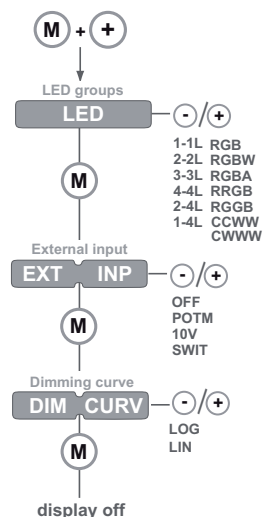 M + +
LED groups
LED - / +
1-1L RGB
2-2L RGBW
3-3L RGBA
4-4L RRGB
2-4L RGGB
1-4L CCWW
CWWW
M
External input
EXT INP - / +
OFF
POTM
10V
SWIT
M
Dimming curve
DIM CURV - / +
LOG
LIN
M
display off